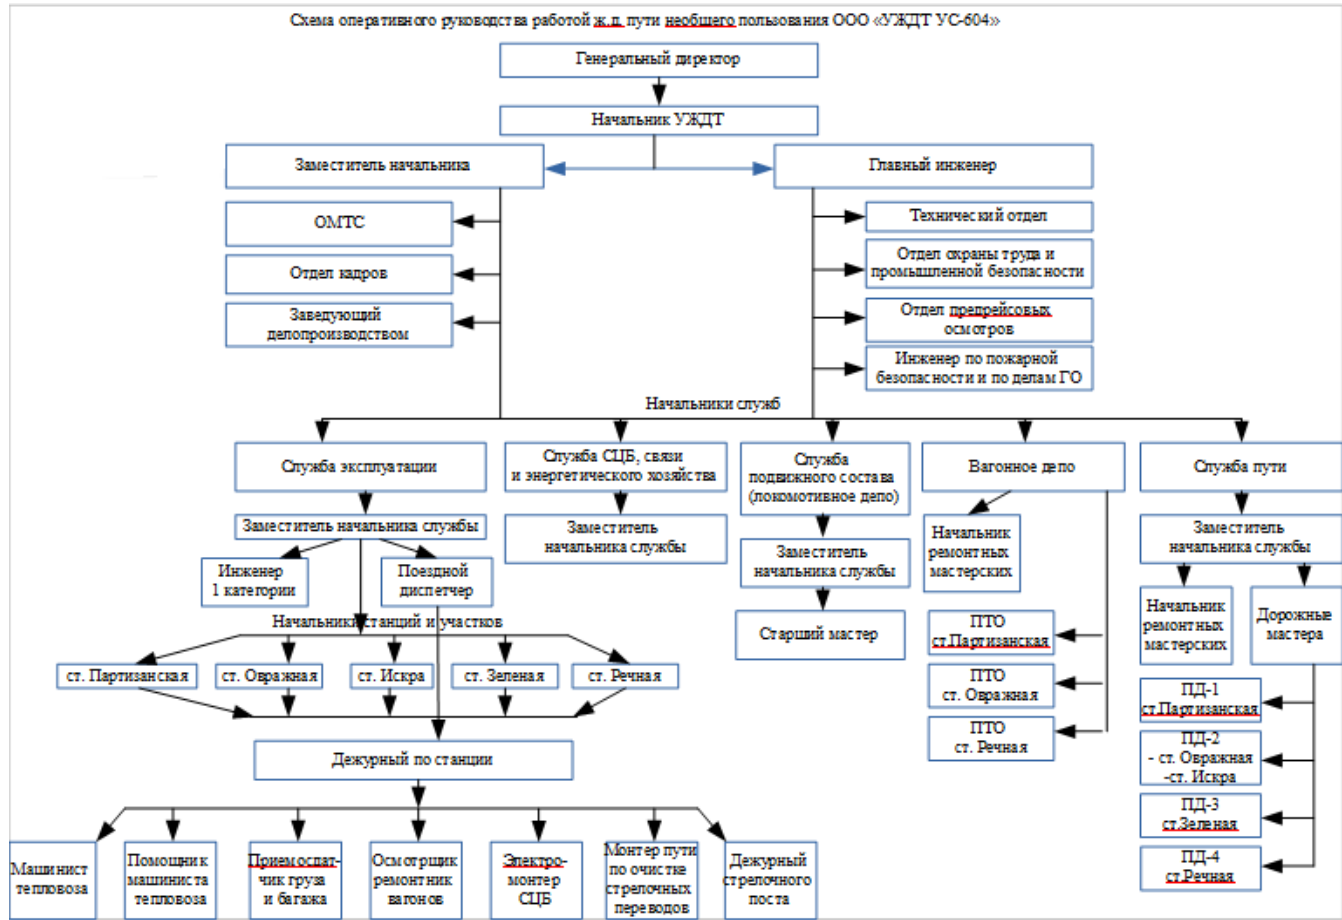 Схема оперативного руководства работой ж.д. пути необщего пользования ООО «УЖДТ УС-604»
Генеральный директор
Начальник УЖДТ
Заместитель начальника
Главный инженер
ОМТС
Отдел кадров
Заведующий
делопроизводством
Технический отдел
Отдел охраны труда и
промышленной безопасности
Отдел предрейсовых
осмотров
Инженер по пожарной
безопасности и по делам ГО
Начальники служб
Служба эксплуатации
Служба СЦБ, связи
и энергетического хозяйства
Служба
подвижного состава
(локомотивное депо)
Вагонное депо
Служба пути
Заместитель начальника службы
Заместитель
начальника службы
Заместитель
начальника службы
Начальник
ремонтных
мастерских
Заместитель
начальника службы
Инженер
1 категории
Поездной
диспетчер
Старший мастер
Начальник
ремонтных
мастерских
Дорожные
мастера
Начальники станций и участков
ст. Партизанская
ст. Овражная
ст. Искра
ст. Зеленая
ст. Речная
ПТО
ст.Партизанская
ПТО
ст. Овражная
ПТО
ст. Речная
ПД-1
ст.Партизанская
ПД-2
- ст. Овражная
-ст. Искра
ПД-3
ст.Зеленая
ПД-4
ст.Речная
Дежурный по станции
Машинист
тепловоза
Помощник
машиниста
тепловоза
Приемосдат-
чик груза
и багажа
Осмотрщик
ремонтник
вагонов
Электро-
монтер
СЦБ
Монтер пути
по очистке
стрелочных
переводов
Дежурный
стрелочного
поста